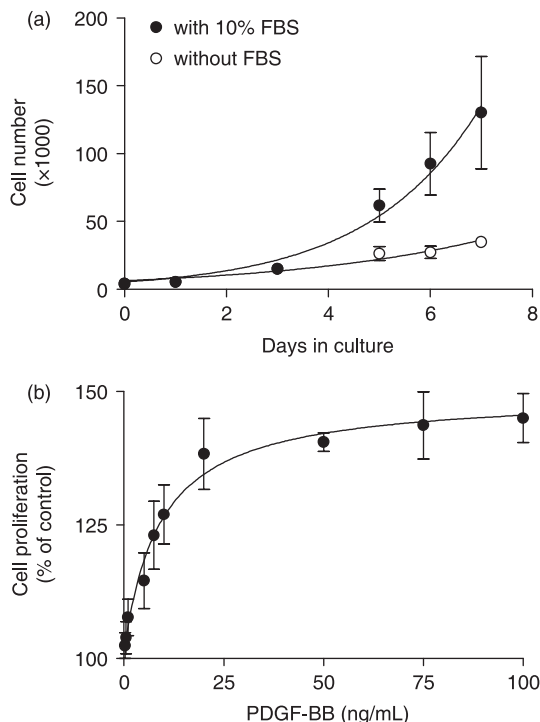 (a)
with 10% FBS
without FBS
200
150
100
50
0
Cell number
(×1000)
0 2 4 6 8
Days in culture
(b)
150
125
100
Cell proliferation
(% of control)
0 25 50 75 100
PDGF-BB (ng/mL)